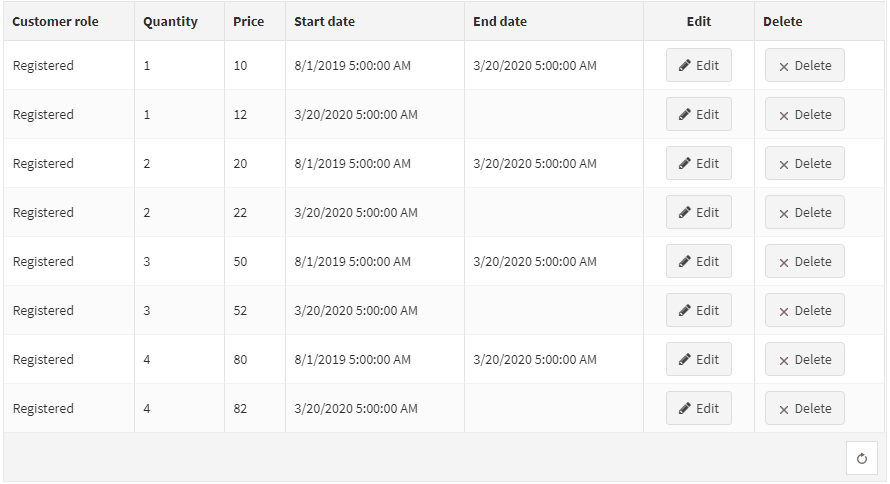 Customer role Quantity Price Start date End date Edit Delete
Registered 1 10 8/1/2019 5:00:00 AM 3/20/2020 5:00:00 AM Edit Delete
Registered 1 12 3/20/2020 5:00:00 AM Edit Delete
Registered 2 20 8/1/2019 5:00:00 AM 3/20/2020 5:00:00 AM Edit Delete
Registered 2 22 3/20/2020 5:00:00 AM Edit Delete
Registered 3 50 8/1/2019 5:00:00 AM 3/20/2020 5:00:00 AM Edit Delete
Registered 3 52 3/20/2020 5:00:00 AM Edit Delete
Registered 4 80 8/1/2019 5:00:00 AM 3/20/2020 5:00:00 AM Edit Delete
Registered 4 82 3/20/2020 5:00:00 AM Edit Delete